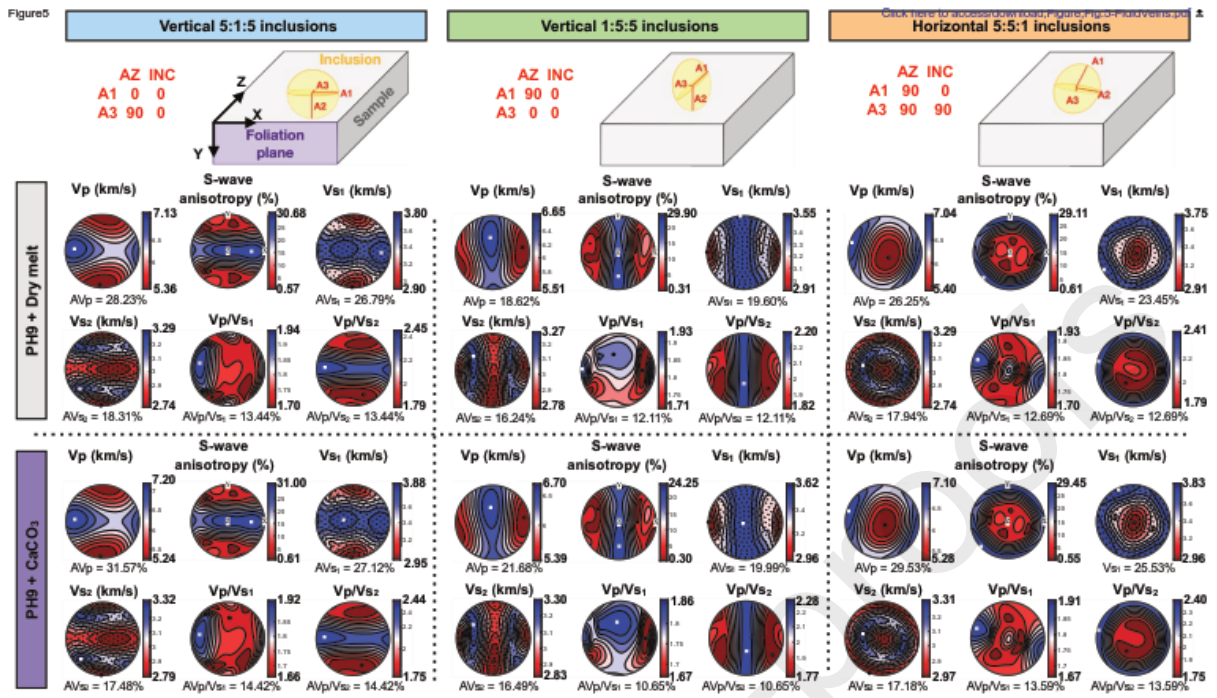 Figure5
Click here to access/download;Figure;Fig.5-FluidVeins.pdf
Vertical 5:1:5 inclusions
Vertical 1:5:5 inclusions
Horizontal 5:5:1 inclusions
AZ INC
A1 0 0
A3 90 0
Inclusion
Z
X
Y
A3
A1
A2
Foliation plane
Sample
AZ INC
A1 90 0
A3 0 0
A1
A3
A2
AZ INC
A1 90 0
A3 90 90
A1
A3
A2
PH9 + Dry melt
Vp (km/s)
7.13
5.36
AVp = 28.23%
S-wave anisotropy (%)
30.68
0.57
Vs1 (km/s)
3.80
2.90
AVs1 = 26.79%
Vp (km/s)
6.65
5.51
AVp = 18.62%
S-wave anisotropy (%)
29.90
0.31
Vs1 (km/s)
3.55
2.91
AVs1 = 19.60%
Vp (km/s)
7.04
5.40
AVp = 26.25%
S-wave anisotropy (%)
29.11
0.61
Vs1 (km/s)
3.75
2.91
Vs1 = 23.45%
Vs2 (km/s)
3.29
2.74
AVs2 = 18.31%
Vp/Vs1
1.94
1.70
AVp/Vs1 = 13.44%
Vp/Vs2
2.45
1.79
AVp/Vs2 = 13.44%
Vs2 (km/s)
3.27
2.78
AVs2 = 16.24%
Vp/Vs1
1.93
1.71
AVp/Vs1 = 12.11%
Vp/Vs2
2.20
1.82
AVp/Vs2 = 12.11%
Vs2 (km/s)
3.29
2.74
AVs2 = 17.94%
Vp/Vs1
1.93
1.70
AVp/Vs1 = 12.69%
Vp/Vs2
2.41
1.79
AVp/Vs2 = 12.69%
PH9 + CaCO3
Vp (km/s)
7.20
5.24
AVp = 31.57%
S-wave anisotropy (%)
31.00
0.61
Vs1 (km/s)
3.88
2.95
AVs1 = 27.12%
Vp (km/s)
6.70
5.39
AVp = 21.68%
S-wave anisotropy (%)
24.25
0.30
Vs1 (km/s)
3.62
2.96
AVs1 = 19.99%
Vp (km/s)
7.10
5.28
AVp = 29.53%
S-wave anisotropy (%)
29.45
0.55
Vs1 (km/s)
3.83
2.96
Vs1 = 25.53%
Vs2 (km/s)
3.32
2.79
AVs2 = 17.48%
Vp/Vs1
1.92
1.66
AVp/Vs1 = 14.42%
Vp/Vs2
2.44
1.75
AVp/Vs2 = 14.42%
Vs2 (km/s)
3.30
2.83
AVs2 = 16.49%
Vp/Vs1
1.86
1.67
AVp/Vs1 = 10.65%
Vp/Vs2
2.28
1.77
AVp/Vs2 = 10.65%
Vs2 (km/s)
3.31
2.97
AVs2 = 17.18%
Vp/Vs1
1.91
1.67
AVp/Vs1 = 13.59%
Vp/Vs2
2.40
1.75
AVp/Vs2 = 13.59%